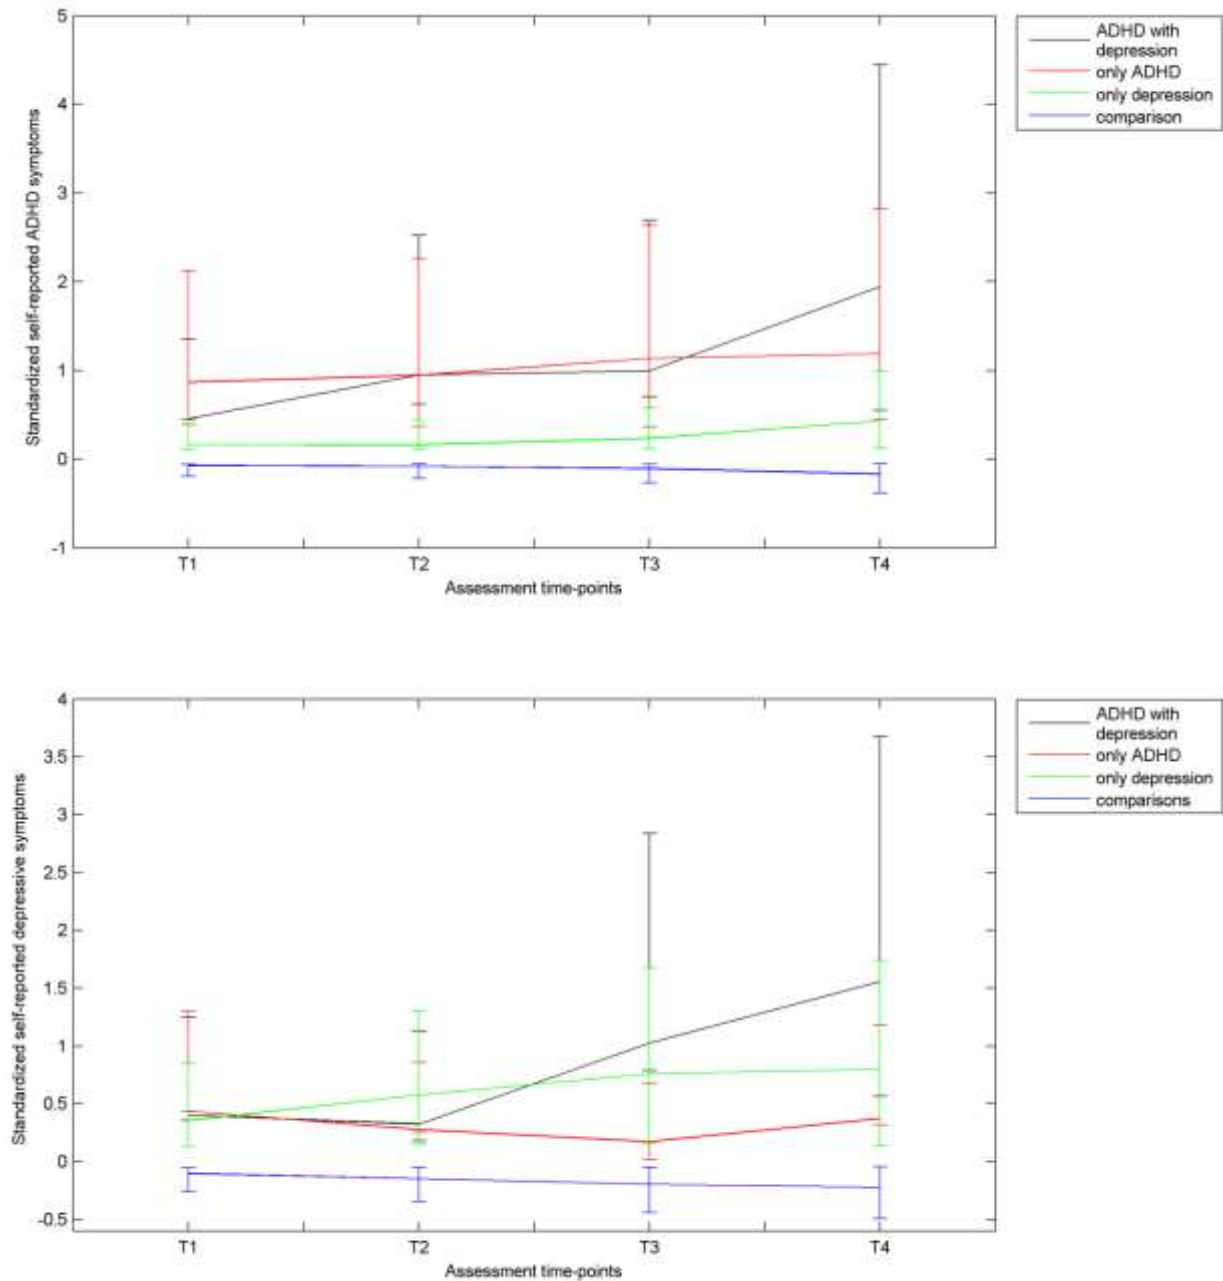 5
4
3
2
1
0
-1
Standardized self-reported ADHD symptoms
T1
T2
T3
T4
Assessment time-points
ADHD with
depression
only ADHD
only depression
comparison
4
3.5
3
2.5
2
1.5
1
0.5
0
-0.5
Standardized self-reported depressive symptoms
T1
T2
T3
T4
Assessment time-points
ADHD with
depression
only ADHD
only depression
comparisons